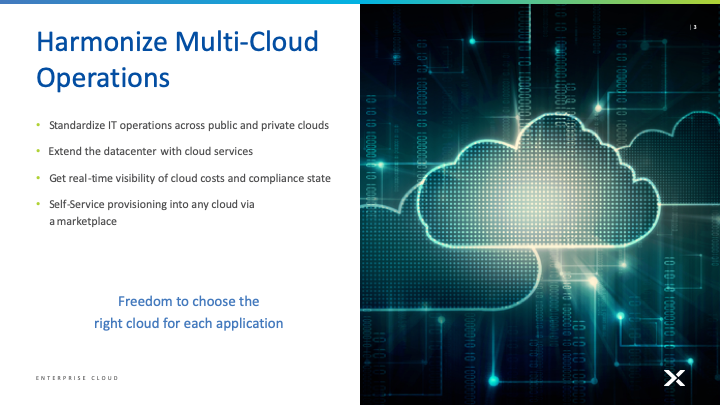 Harmonize Multi-Cloud
Operations
| 3
• Standardize IT operations across public and private clouds
• Extend the datacenter with cloud services
• Get real-time visibility of cloud costs and compliance state
• Self-Service provisioning into any cloud via
a marketplace
Freedom to choose the
right cloud for each application
ENTERPRISE CLOUD